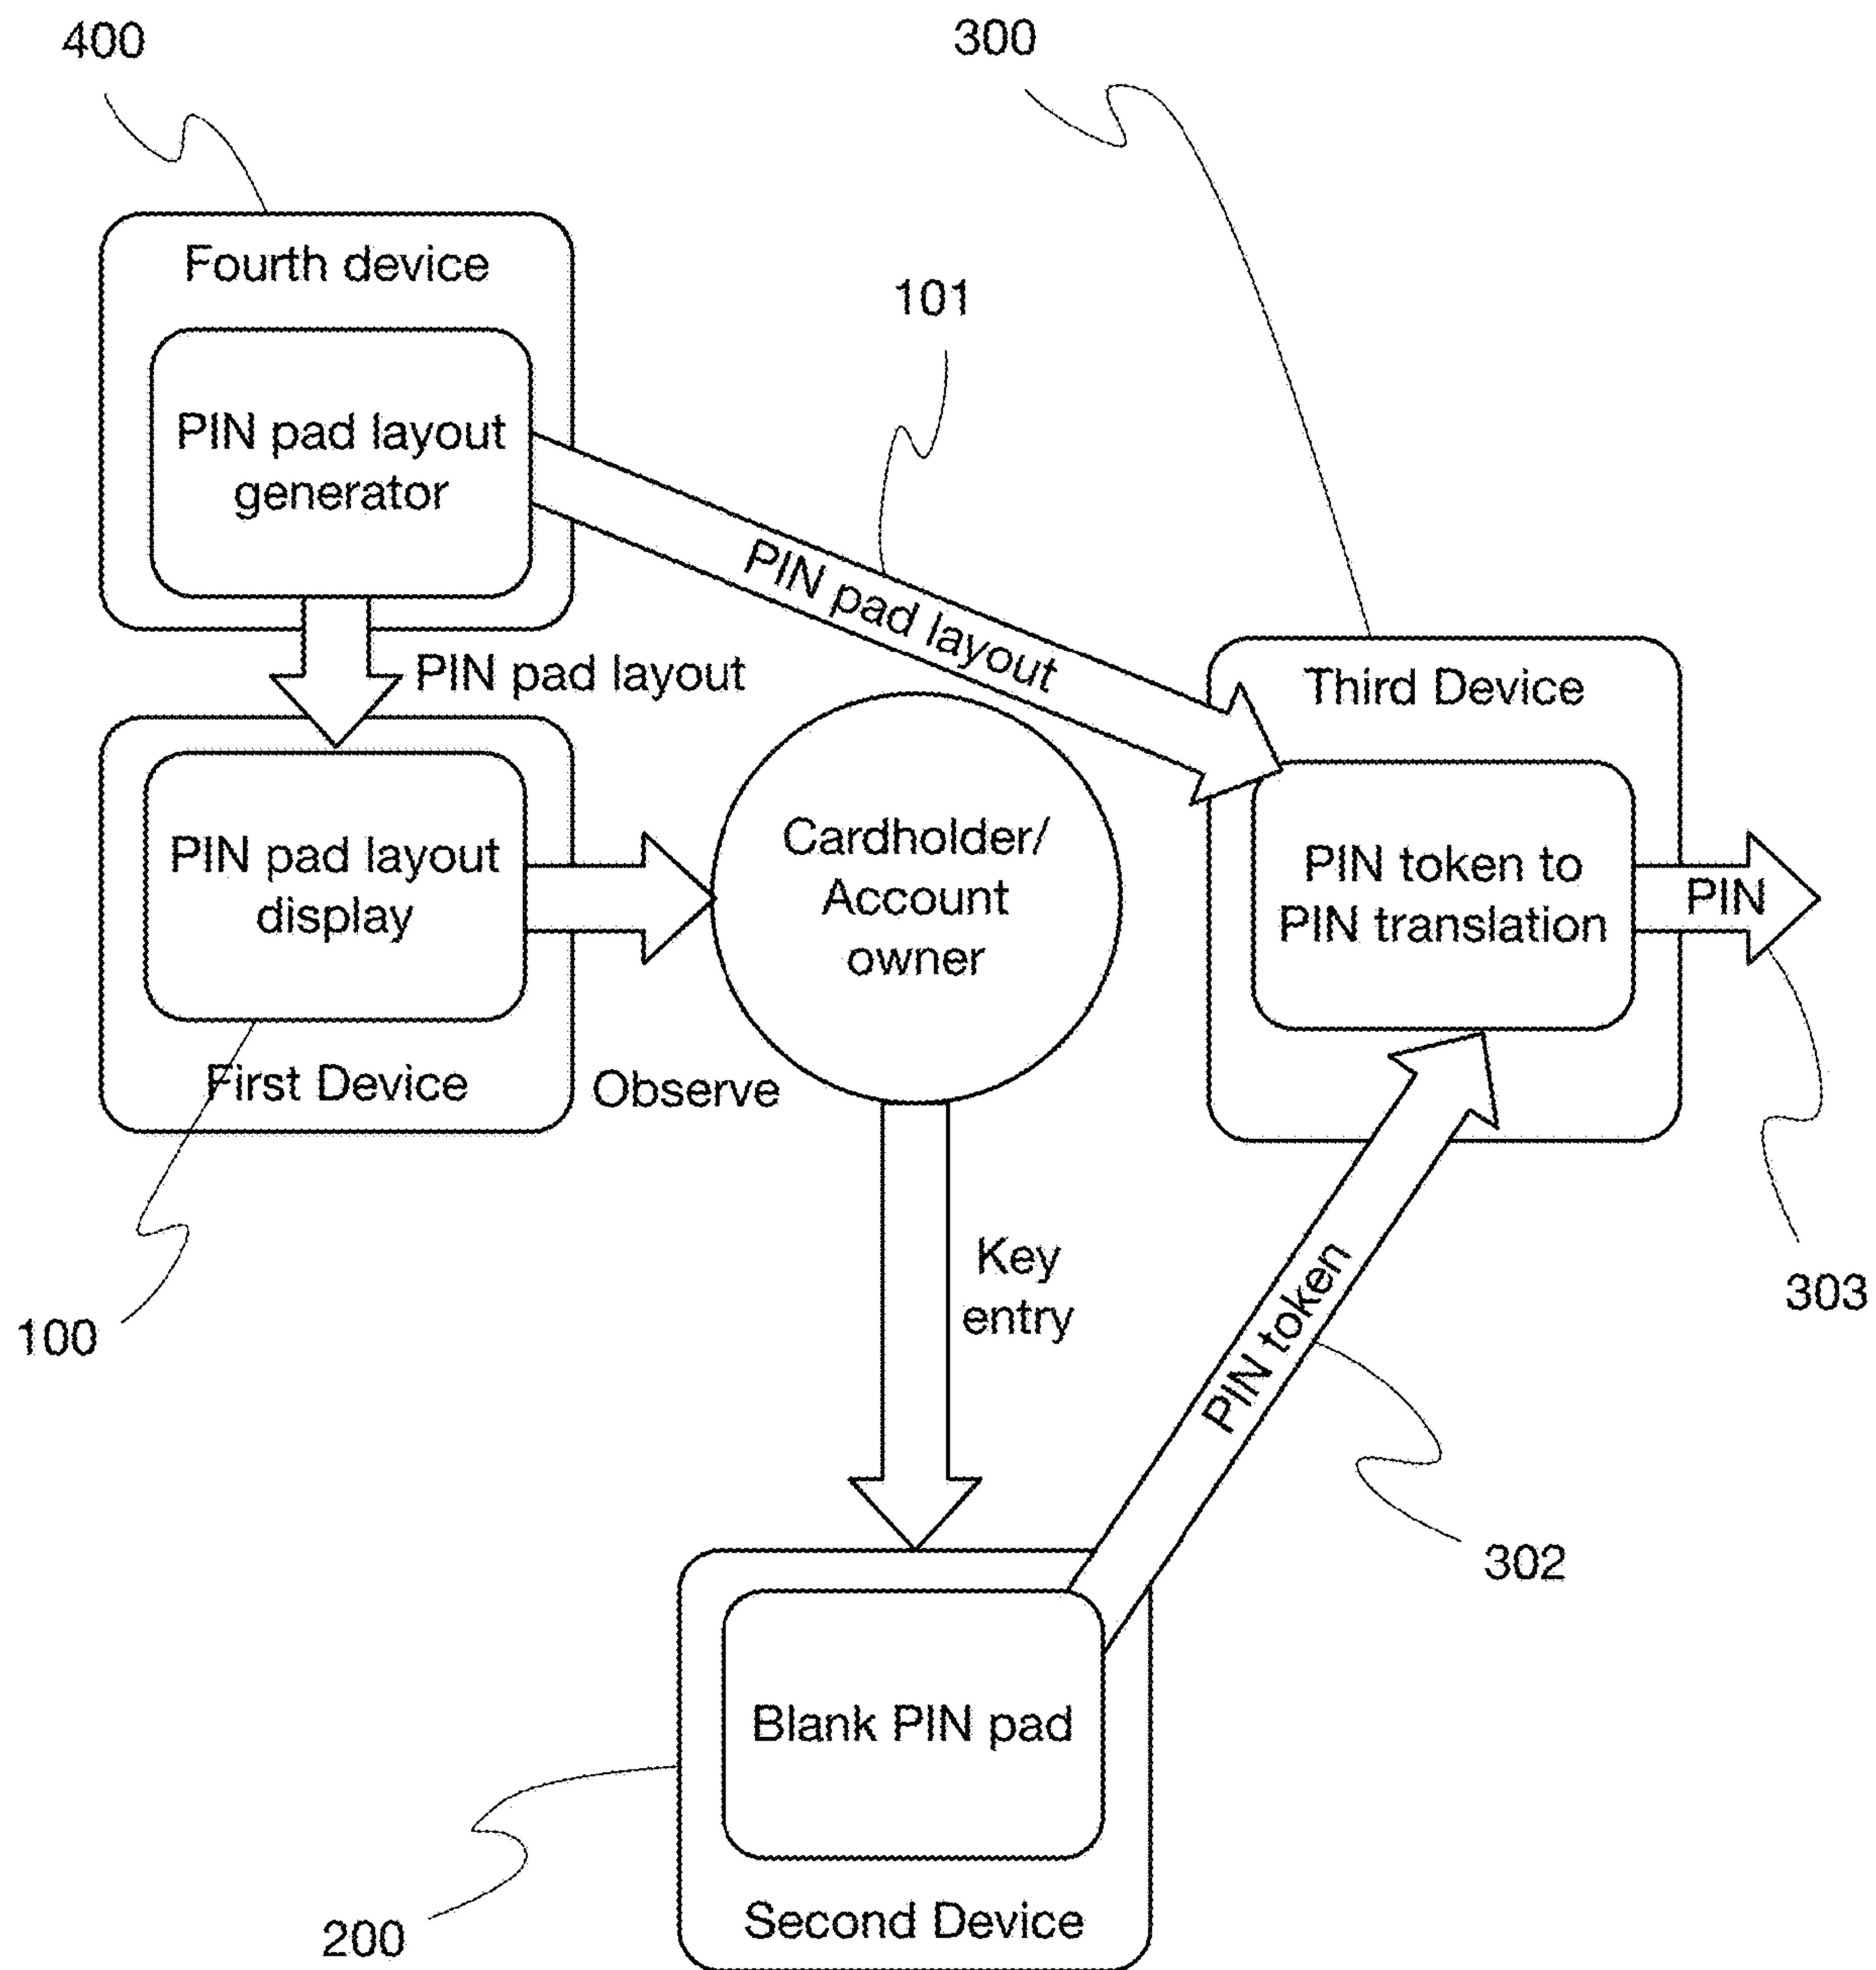 400
300
Fourth device
101
PIN pad layout
generator
PIN pad layout
PIN pad layout
Third Device
PIN pad layout
display
Cardholder/
Account
owner
PIN token to
PIN translation
PIN
First Device
Observe
Key
entry
303
100
PIN token
302
Blank PIN pad
Second Device
200